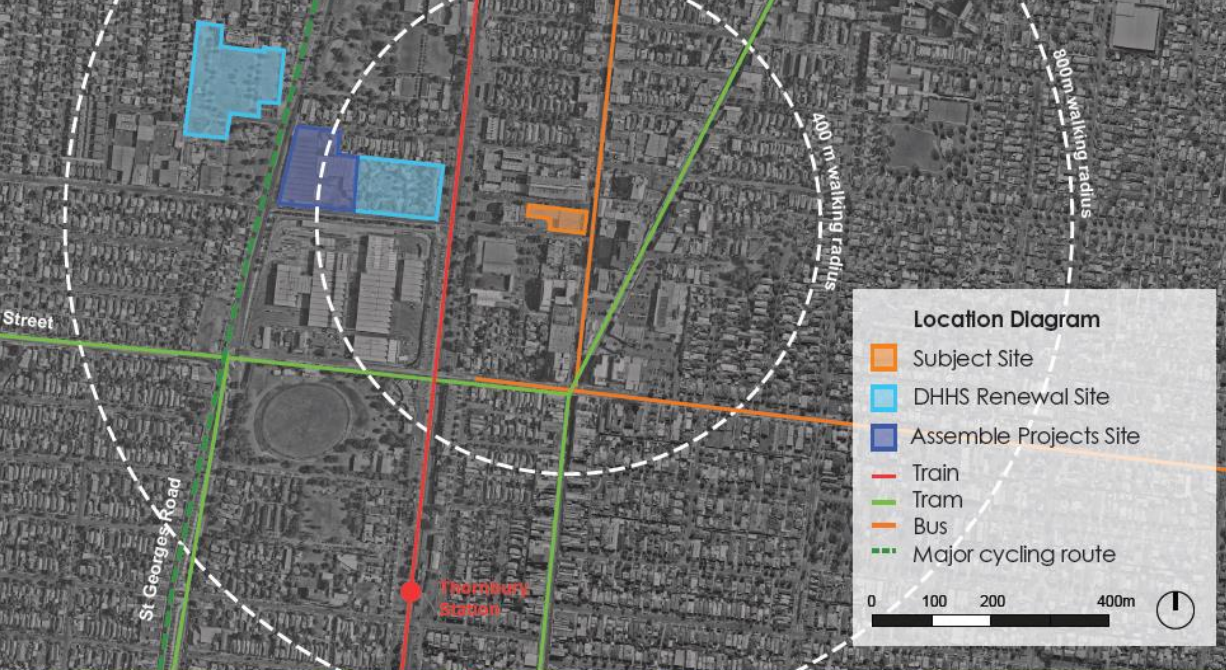 800m walking radius
400 m walking radius
Street
St Georges Road
Thornbury
Station
Location Diagram
Subject Site
DHHS Renewal Site
Assemble Projects Site
Train
Tram
Bus
Major cycling route
0 100 200 400m